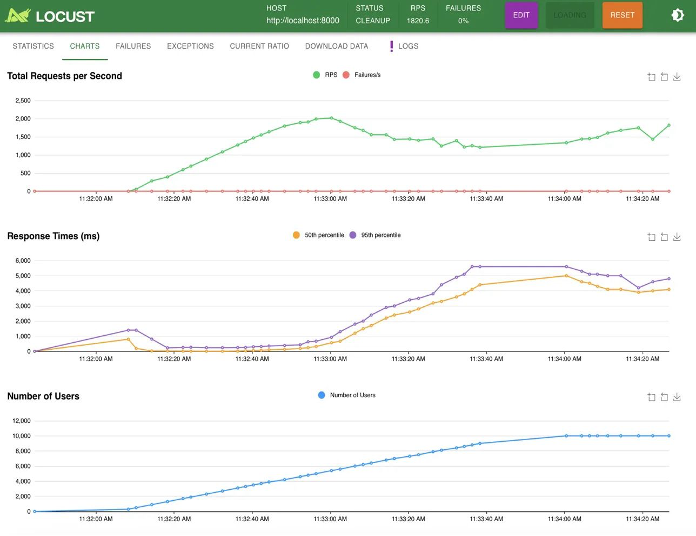 LOCUST
HOST
http://localhost:8000
STATUS
CLEANUP
RPS
1820.6
FAILURES
0%
EDIT
LOADING
RESET
STATISTICS CHARTS FAILURES EXCEPTIONS CURRENT RATIO DOWNLOAD DATA LOGS
Total Requests per Second
RPS Failures/s
2,500
2,000
1,500
1,000
500
0
11:32:00 AM 11:32:20 AM 11:32:40 AM 11:33:00 AM 11:33:20 AM 11:33:40 AM 11:34:00 AM 11:34:20 AM
Response Times (ms)
50th percentile 95th percentile
6,000
5,000
4,000
3,000
2,000
1,000
0
11:32:00 AM 11:32:20 AM 11:32:40 AM 11:33:00 AM 11:33:20 AM 11:33:40 AM 11:34:00 AM 11:34:20 AM
Number of Users
Number of Users
12,000
10,000
8,000
6,000
4,000
2,000
0
11:32:00 AM 11:32:20 AM 11:32:40 AM 11:33:00 AM 11:33:20 AM 11:33:40 AM 11:34:00 AM 11:34:20 AM